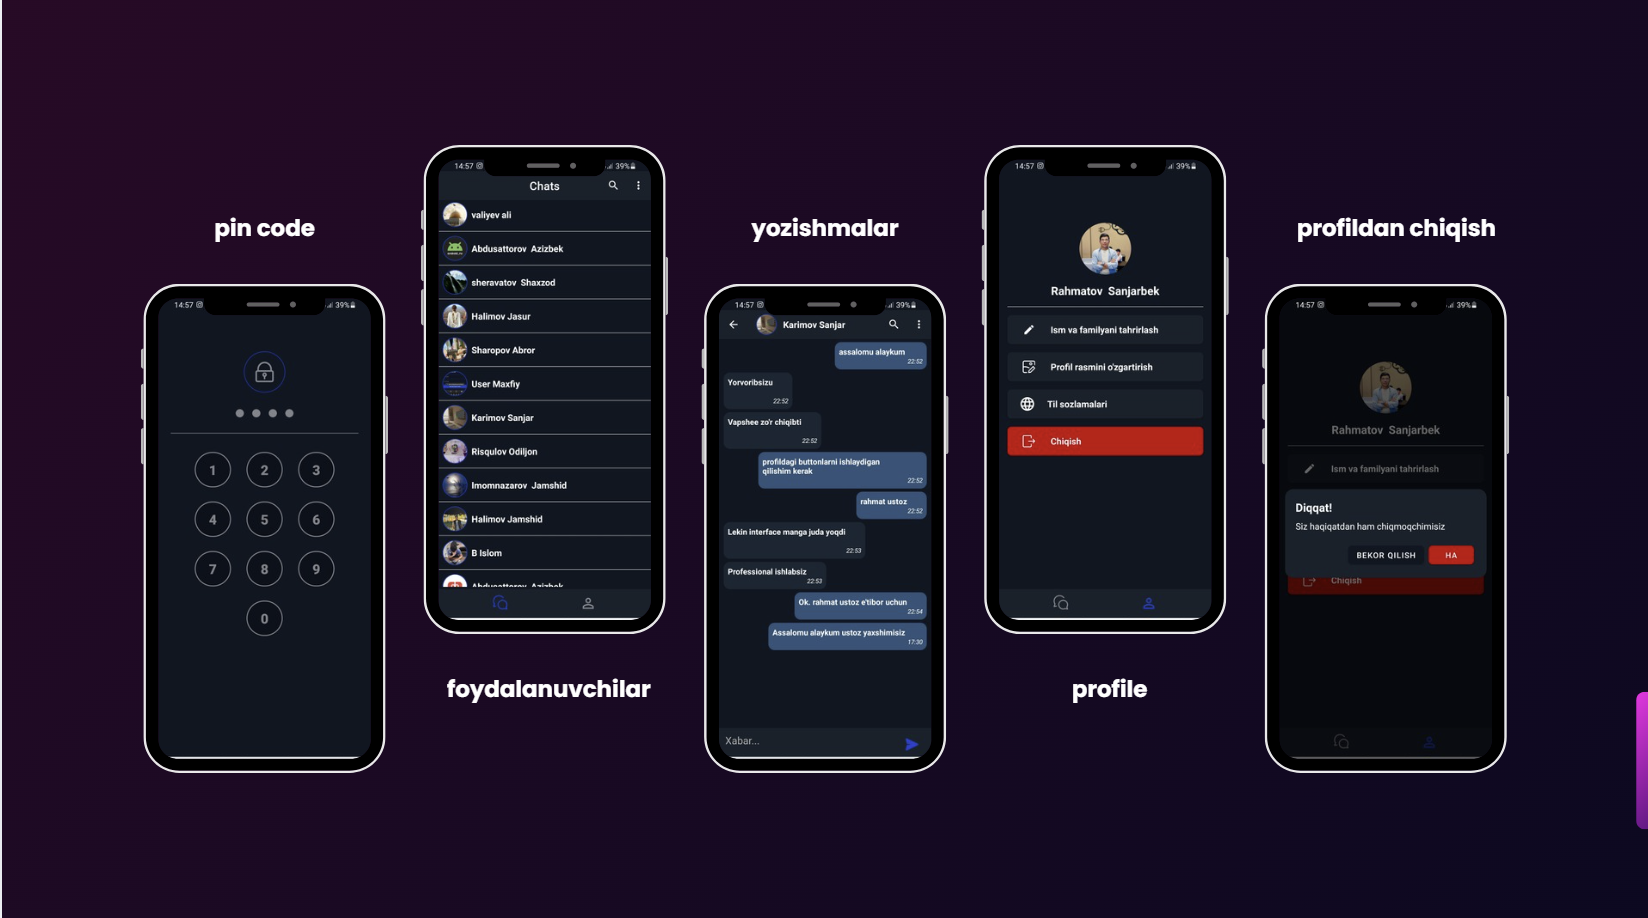 pin code
14:57
39%
1 2 3
4 5 6
7 8 9
0
14:57
39%
Chats
valiyev ali
Abdusattorov Azizbek
sheravatov Shaxzod
Halimov Jasur
Sharopov Abror
User Maxfiy
Karimov Sanjar
Risqulov Odiljon
Imomnazarov Jamshid
Halimov Jamshid
B Islom
Abdusattorov Azizbek
foydalanuvchilar
yozishmalar
14:57
39%
Karimov Sanjar
assalomu alaykum
22:52
Yorvoribsizu
22:52
Vapshee zo'r chiqibti
22:52
profildagi buttonlarni ishlaydigan
qilishim kerak
22:52
rahmat ustoz
22:52
Lekin interface manga juda yoqdi
22:53
Professional ishlabsiz
22:53
Ok. rahmat ustoz e'tibor uchun
22:54
Assalomu alaykum ustoz yaxshimisiz
17:30
Xabar...
14:57
39%
Rahmatov Sanjarbek
Ism va familyani tahrirlash
Profil rasmini o'zgartirish
Til sozlamalari
Chiqish
profile
profildan chiqish
14:57
39%
Rahmatov Sanjarbek
Ism va familyani tahrirlash
Diqqat!
Siz haqiqatdan ham chiqmoqchimisiz
BEKOR QILISH HA
Chiqish